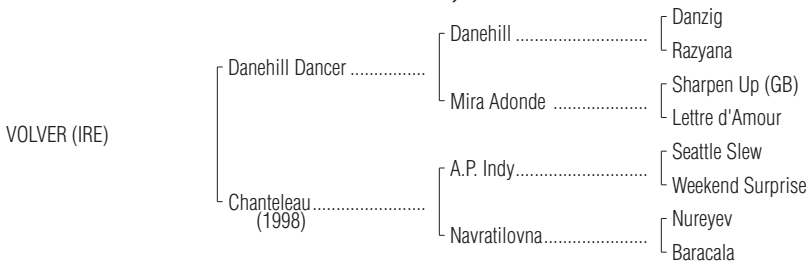 Danzig
Danehill
Razyana
Danehill Dancer
Sharpen Up (GB)
Mira Adonde
Lettre d'Amour
VOLVER (IRE)
Seattle Slew
A.P. Indy
Weekend Surprise
Chanteleau
(1998)
Nureyev
Navratilovna
Baracala